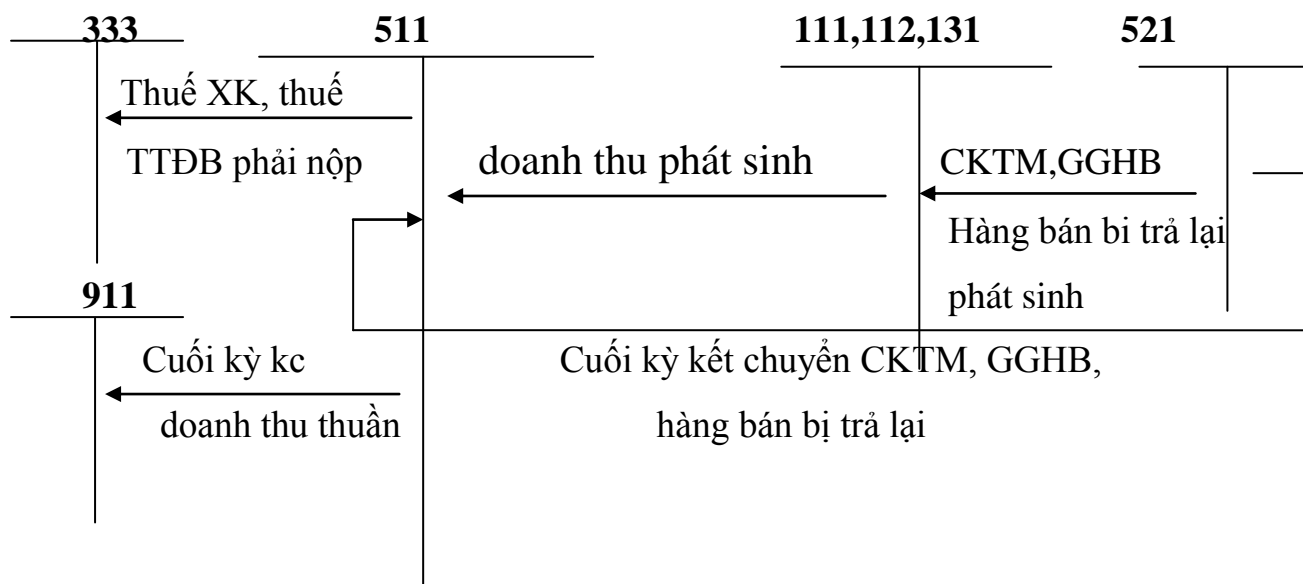 333 511 111,112,131 521
Thuế XK, thuế
TTĐB phải nộp
doanh thu phát sinh
CKTM,GGHB
Hàng bán bi trả lại
phát sinh
911
Cuối kỳ kc
doanh thu thuần
Cuối kỳ kết chuyển CKTM, GGHB,
hàng bán bị trả lại